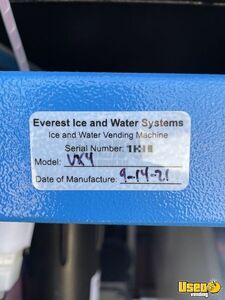 Everest Ice and Water Systems
Ice and Water Vending Machine
Serial Number:
Model: VX4
Date of Manufacture: 9-14-21
Used
vending